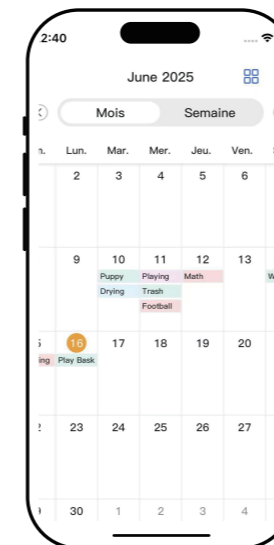 2:40
June 2025
Mois Semaine
Lun. Mar. Mer. Jeu. Ven.
2 3 4 5 6
9 10 11 12 13
Puppy Playing Math
Drying Trash
Football
16 17 18 19 20
ing Play Bask
23 24 25 26 27
30 1 2 3 4